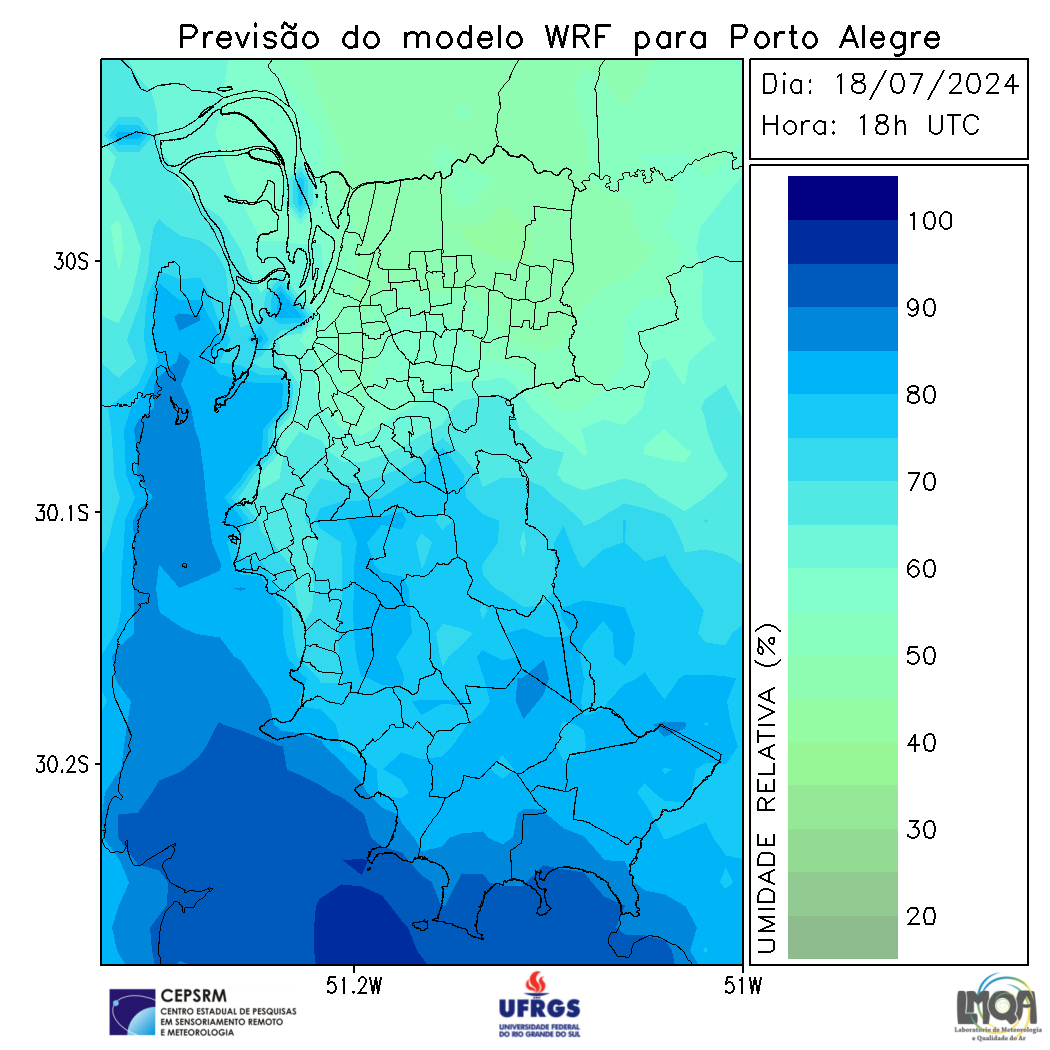 Previsão do modelo WRF para Porto Alegre
Dia: 18/07/2024
Hora: 18h UTC
30S
30.1S
30.2S
51.2W
51W
UMIDADE RELATIVA (%)
100
90
80
70
60
50
40
30
20
CEPSRM
CENTRO ESTADUAL DE PESQUISAS
EM SENSORIAMENTO REMOTO
E METEOROLOGIA
UFRGS
UNIVERSIDADE FEDERAL
DO RIO GRANDE DO SUL
LMQA
Laboratório de Meteorologia
e Qualidade do Ar